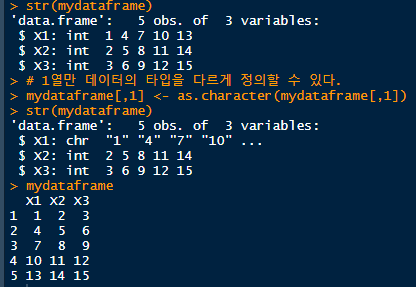 > str(mydataframe)
'data.frame':   5 obs. of  3 variables:
 $ X1: int  1 4 7 10 13
 $ X2: int  2 5 8 11 14
 $ X3: int  3 6 9 12 15
> # 1열만 데이터의 타입을 다르게 정의할 수 있다.
> mydataframe[,1] <- as.character(mydataframe[,1])
> str(mydataframe)
'data.frame':   5 obs. of  3 variables:
 $ X1: chr  "1" "4" "7" "10" ...
 $ X2: int  2 5 8 11 14
 $ X3: int  3 6 9 12 15
> mydataframe
  X1 X2 X3
1  1  2  3
2  4  5  6
3  7  8  9
4 10 11 12
5 13 14 15